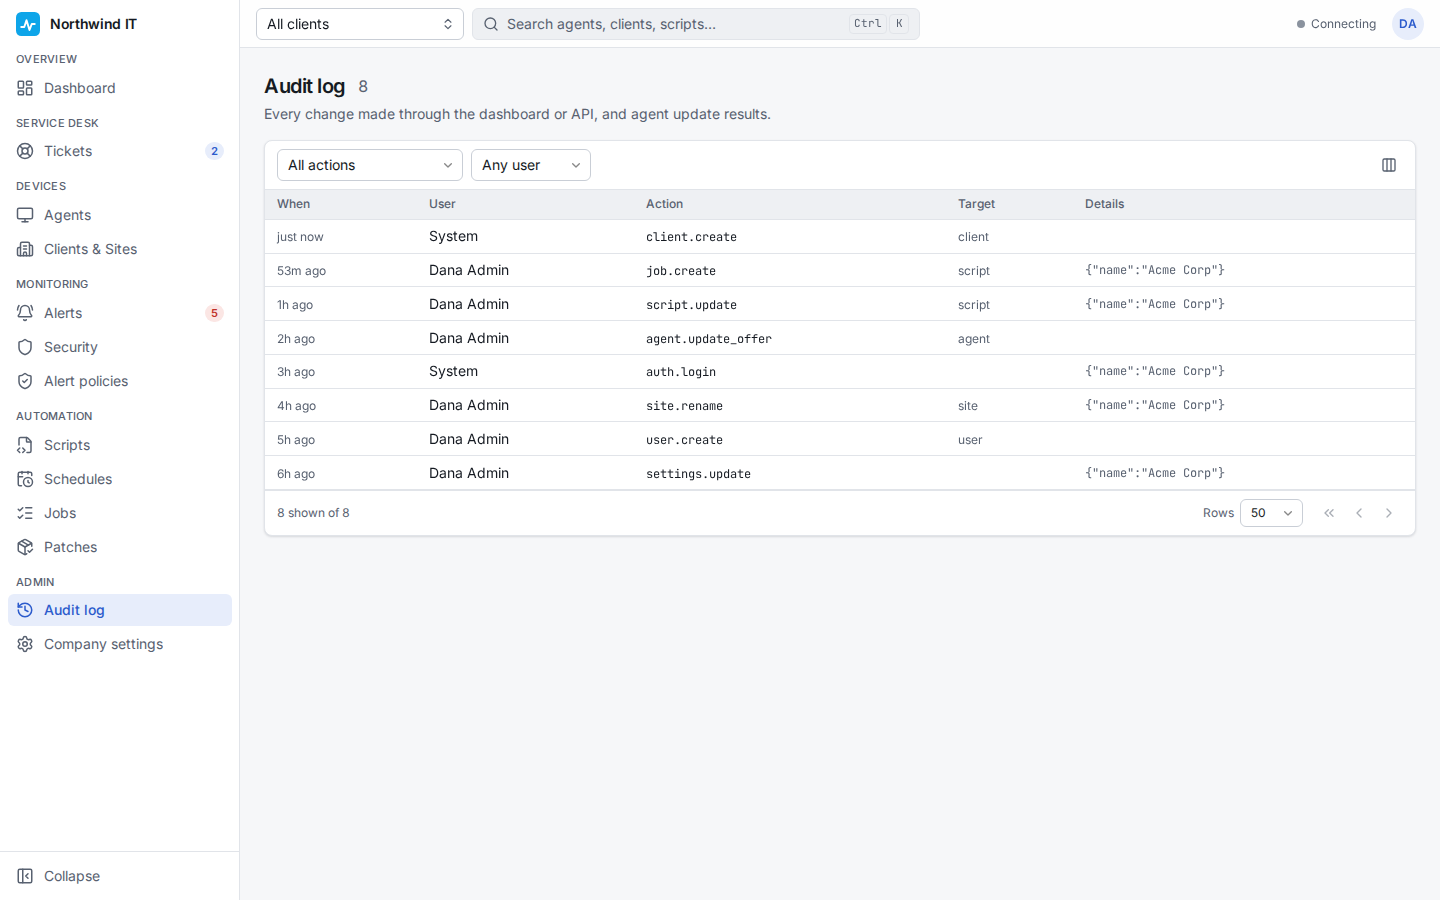 Northwind IT
All clients
Search agents, clients, scripts...
Ctrl K
Connecting
DA
OVERVIEW
Dashboard
SERVICE DESK
Tickets 2
DEVICES
Agents
Clients & Sites
MONITORING
Alerts 5
Security
Alert policies
AUTOMATION
Scripts
Schedules
Jobs
Patches
ADMIN
Audit log
Company settings
Collapse
Audit log 8
Every change made through the dashboard or API, and agent update results.
All actions
Any user
When User Action Target Details
just now System client.create client
53m ago Dana Admin job.create script {"name":"Acme Corp"}
1h ago Dana Admin script.update script {"name":"Acme Corp"}
2h ago Dana Admin agent.update_offer agent
3h ago System auth.login {"name":"Acme Corp"}
4h ago Dana Admin site.rename site {"name":"Acme Corp"}
5h ago Dana Admin user.create user
6h ago Dana Admin settings.update {"name":"Acme Corp"}
8 shown of 8
Rows 50